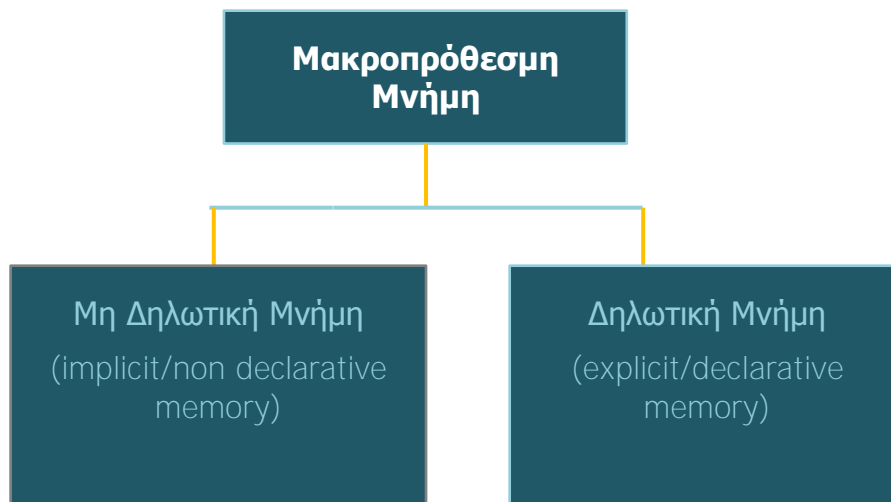 Μακροπρόθεσμη
Μνήμη
Μη Δηλωτική Μνήμη
(implicit/non declarative
memory)
Δηλωτική Μνήμη
(explicit/declarative
memory)